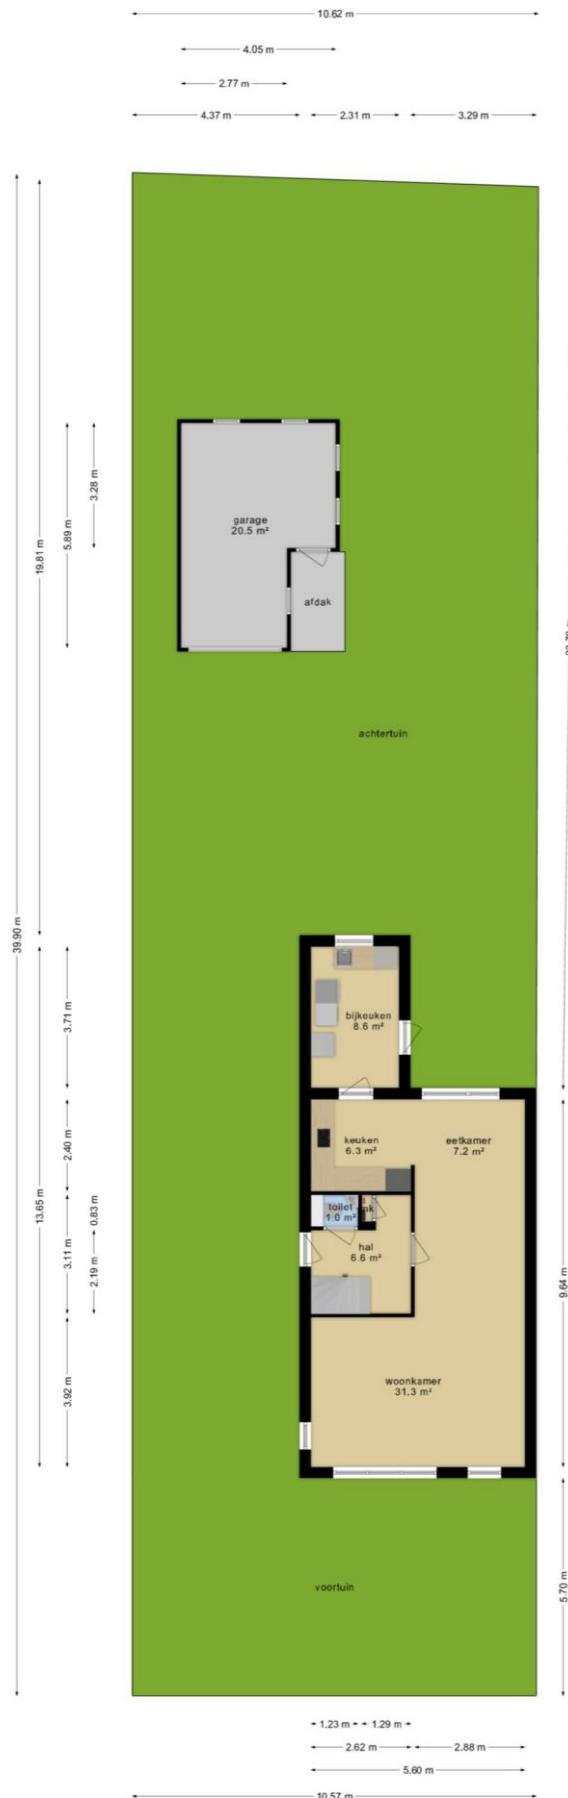 10.62 m
4.05 m
2.77 m
4.37 m
2.31 m
3.29 m
39.90 m
19.81 m
5.89 m
3.28 m
garage
20.5 m²
afdak
achtertuin
13.65 m
3.71 m
2.40 m
3.11 m
0.83 m
2.19 m
3.92 m
bijkeuken
8.6 m²
keuken
6.3 m²
eetkamer
7.2 m²
toilet
1.0 m²
hal
6.6 m²
woonkamer
31.3 m²
9.64 m
5.70 m
voortuin
1.23 m
1.29 m
2.62 m
2.88 m
5.60 m
10.57 m